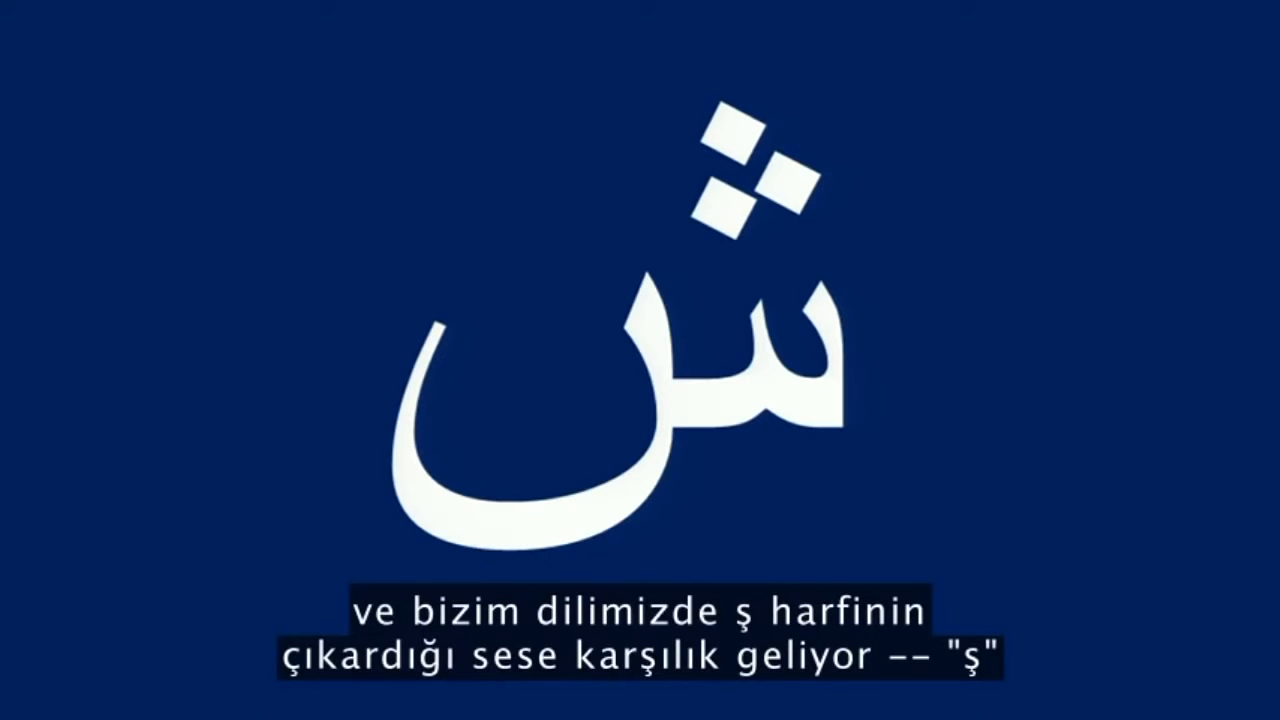 ش
ve bizim dilimizde ş harfinin
çıkardığı sese karşılık geliyor -- "ş"